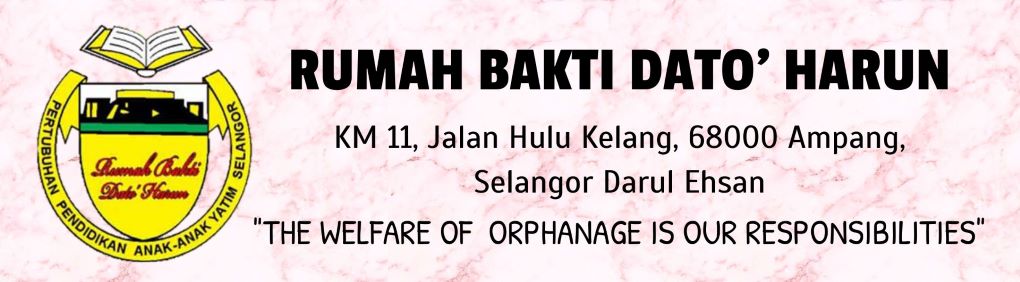 PERTUBUHAN PENDIDIKAN ANAK-ANAK YATIM SELANGOR
Rumah Bakti
Dato' Harun
RUMAH BAKTI DATO' HARUN
KM 11, Jalan Hulu Kelang, 68000 Ampang,
Selangor Darul Ehsan
"THE WELFARE OF ORPHANAGE IS OUR RESPONSIBILITIES"